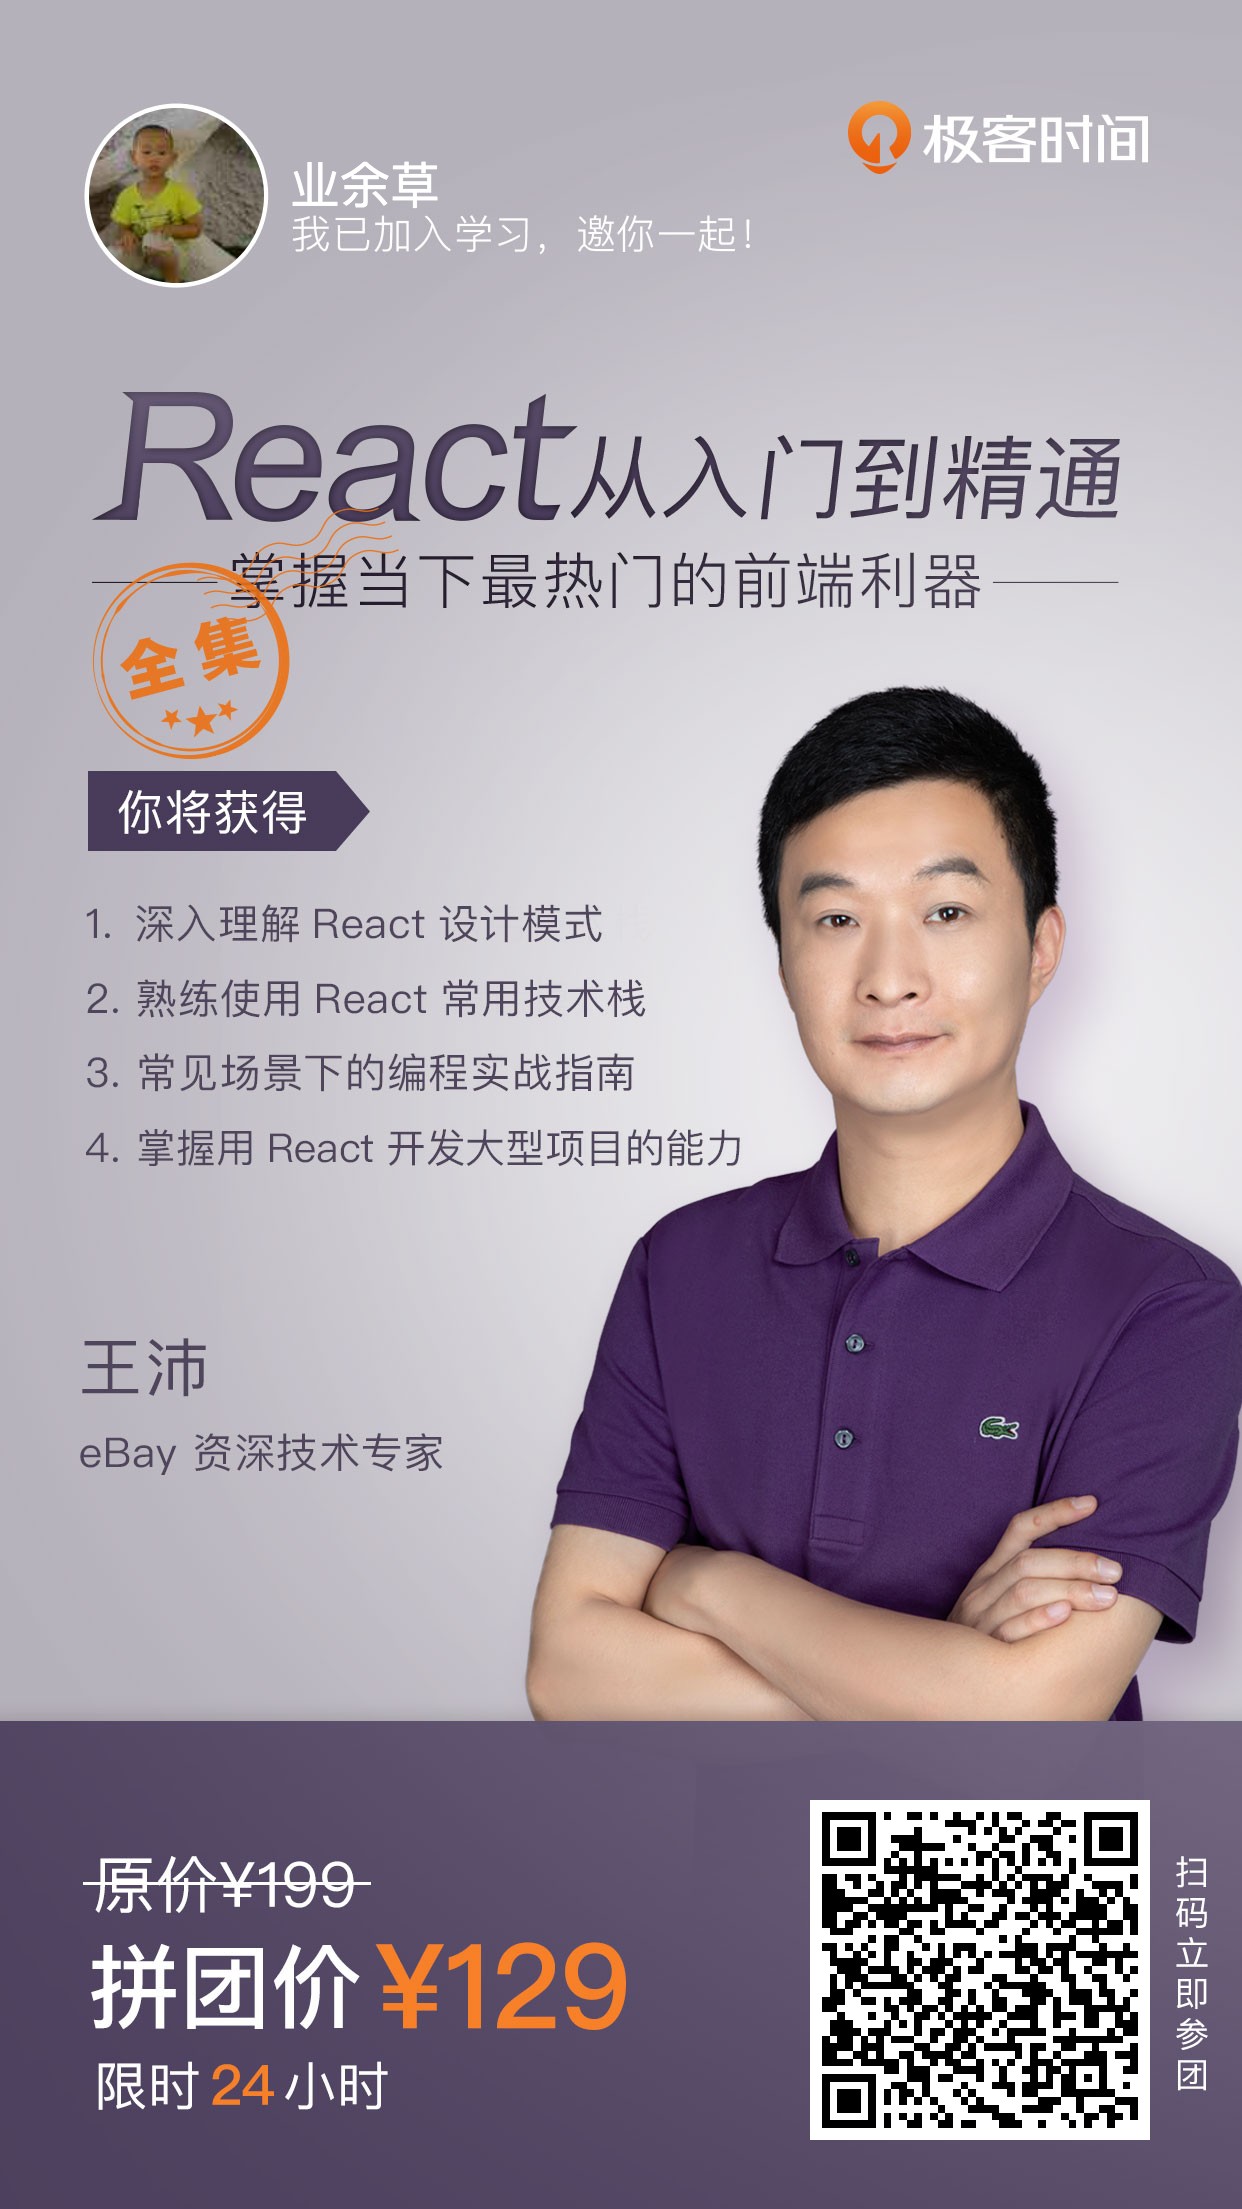 极客时间
业余草
我已加入学习，邀你一起！
React从入门到精通
掌握当下最热门的前端利器
全集
你将获得
1. 深入理解 React 设计模式
2. 熟练使用 React 常用技术栈
3. 常见场景下的编程实战指南
4. 掌握用 React 开发大型项目的能力
王沛
eBay 资深技术专家
原价¥199
拼团价 ¥129
限时 24 小时
扫码立即参团